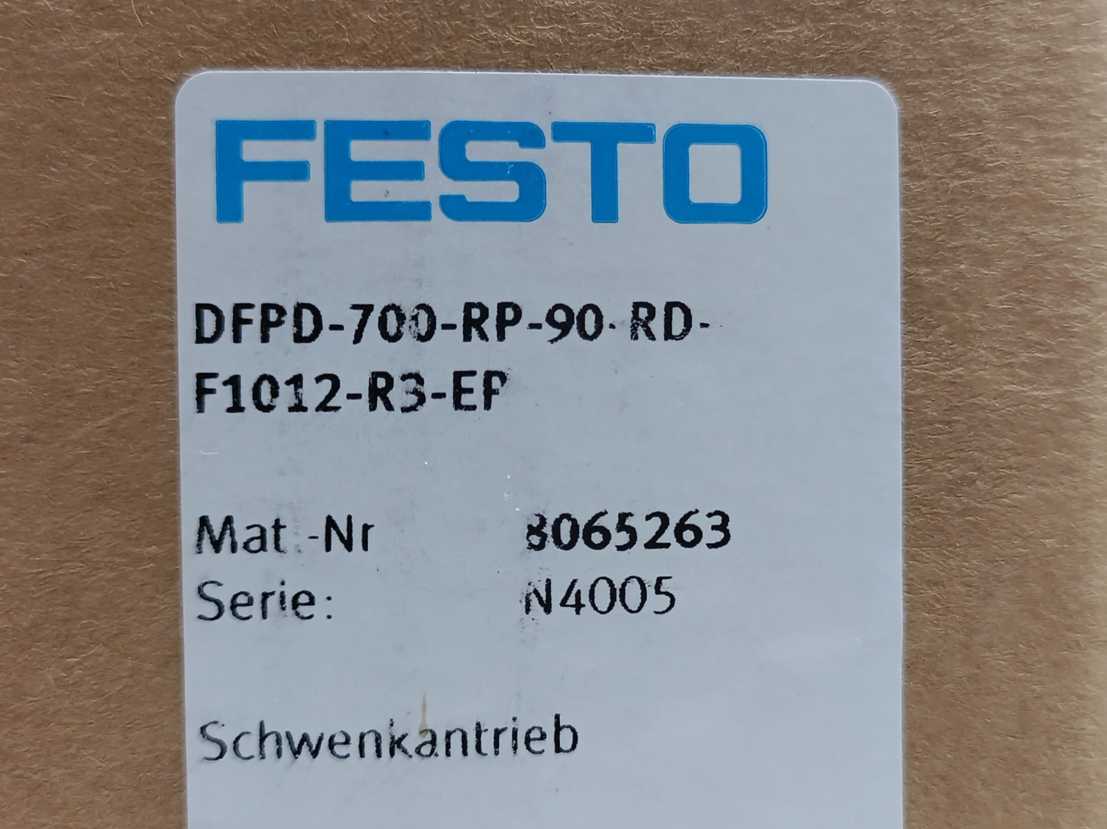 FESTO
DFPD-700-RP-90-RD-
F1012-R3-EP
Mat.-Nr 8065263
Serie: N4005
Schwenkantrieb